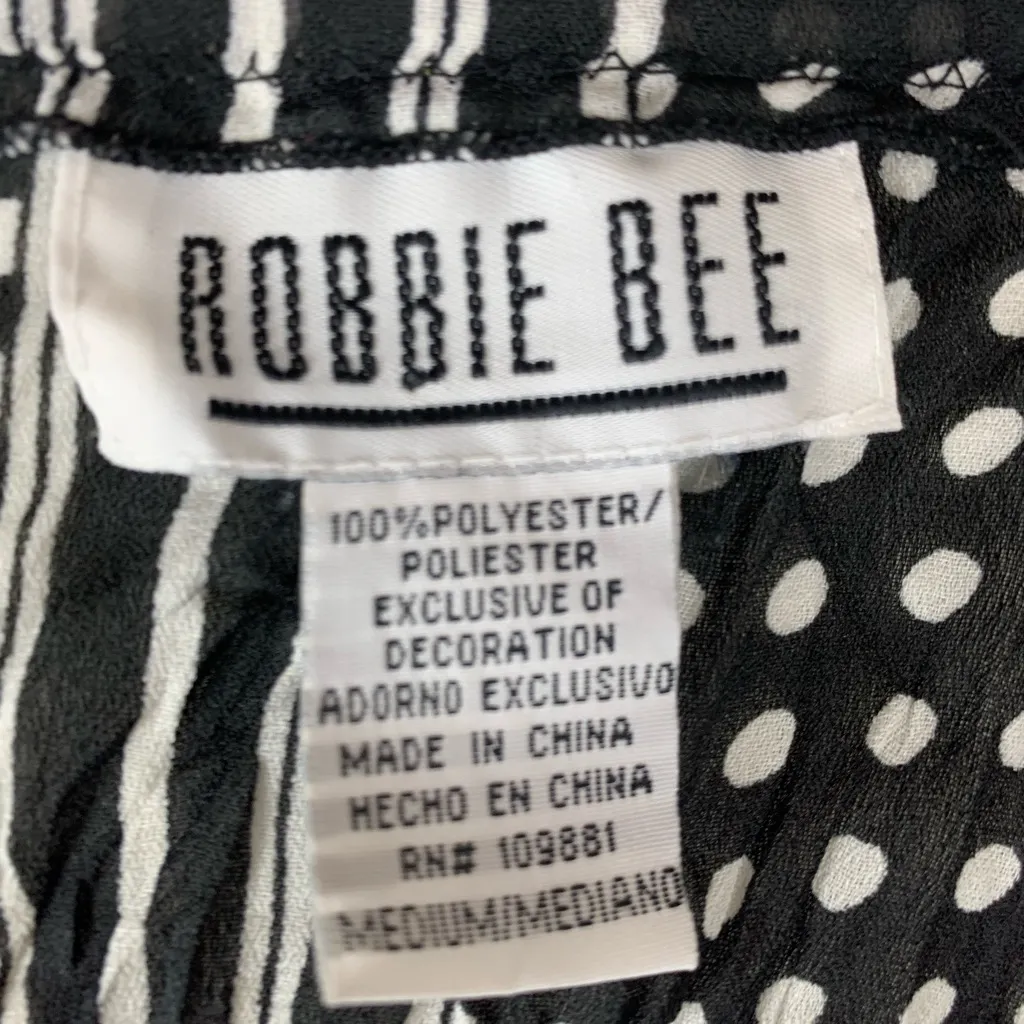 ROBBIE BEE
100%POLYESTER/
POLIESTER
EXCLUSIVE OF
DECORATION
ADORNO EXCLUSIVO
MADE IN CHINA
HECHO EN CHINA
RN# 109881
MEDIUM/MEDIANO